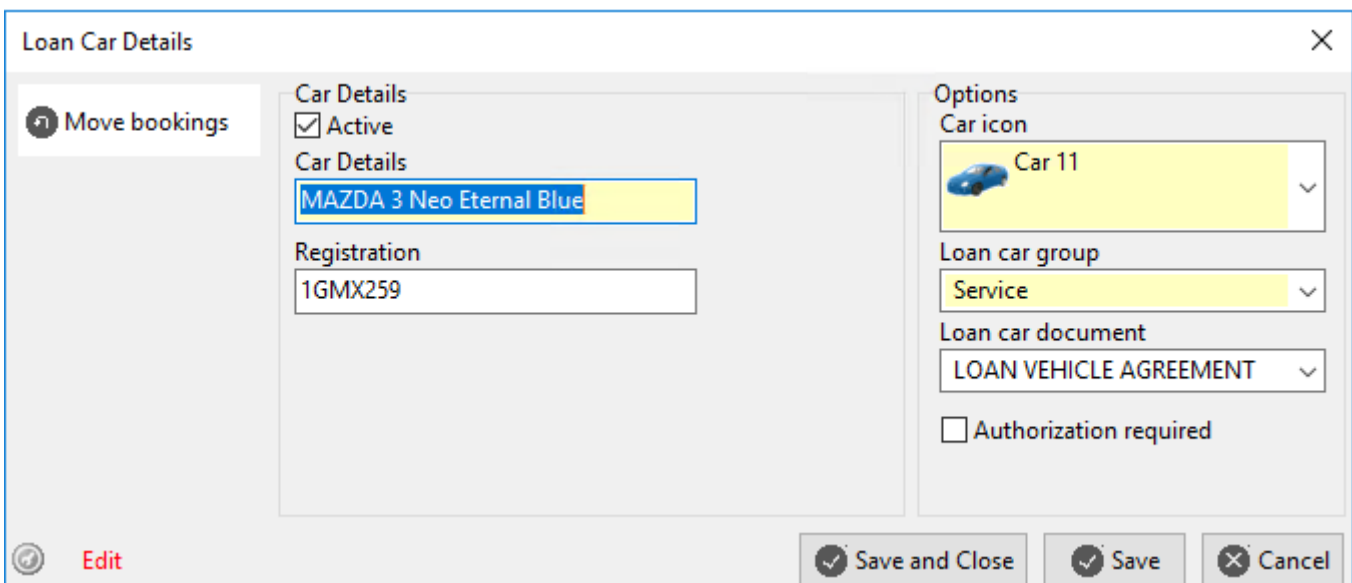 Loan Car Details
Move bookings
Car Details
Active
Car Details
MAZDA 3 Neo Eternal Blue
Registration
1GMX259
Options
Car icon
Car 11
Loan car group
Service
Loan car document
LOAN VEHICLE AGREEMENT
Authorization required
Edit
Save and Close
Save
Cancel